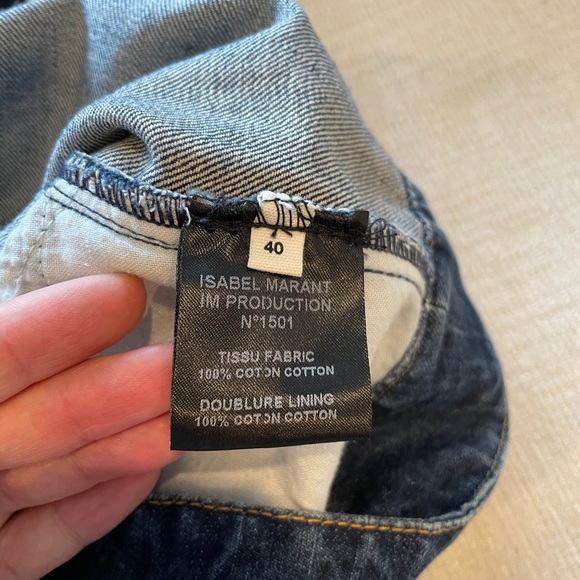 40
ISABEL MARANT
IM PRODUCTION
N°1501
TISSU FABRIC
100% COTON COTTON
DOUBLURE LINING
100% COTON COTTON